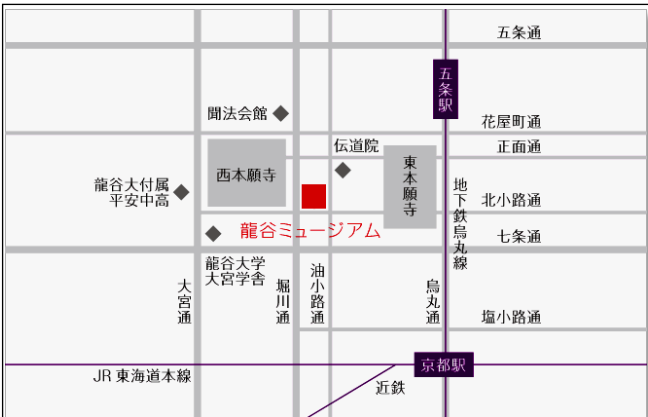 五条通
五条駅
聞法会館
花屋町通
伝道院
正面通
西本願寺
東本願寺
龍谷大付属
平安中高
地下鉄烏丸線
北小路通
龍谷ミュージアム
七条通
龍谷大学
大宮学舎
大宮通
堀川通
油小路通
烏丸通
塩小路通
京都駅
JR東海道本線
近鉄